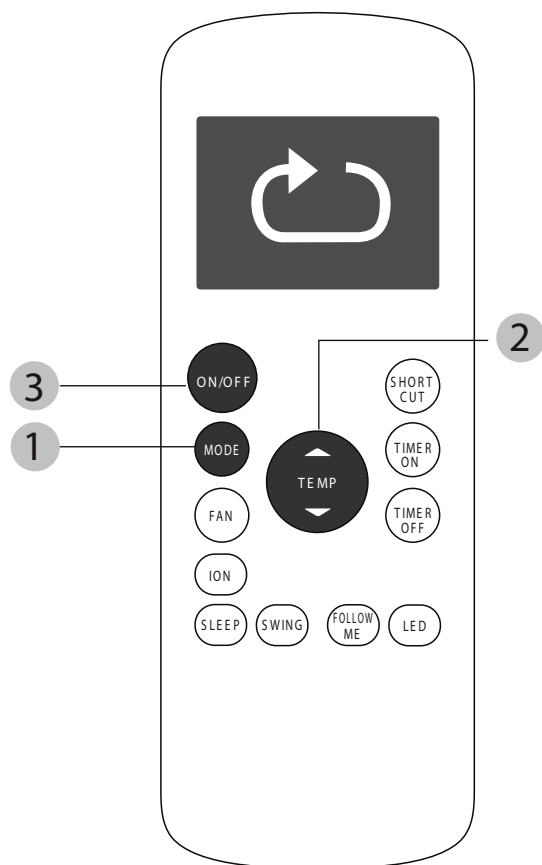 2
3
ON/OFF
SHORT
CUT
1
MODE
TEMP
TIMER
ON
FAN
TIMER
OFF
ION
SLEEP
SWING
FOLLOW
ME
LED